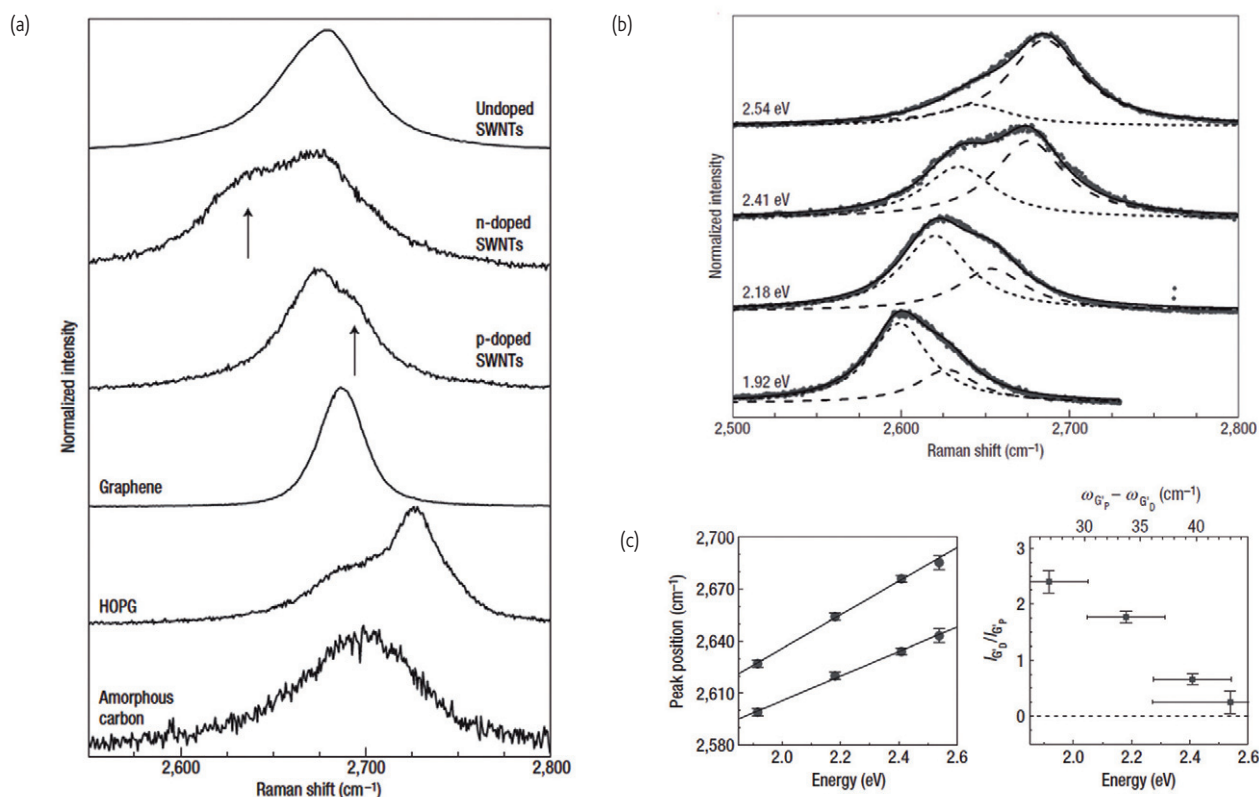 (a)
Undoped
SWNTs
n-doped
SWNTs
p-doped
SWNTs
Graphene
HOPG
Amorphous
carbon
Normalized intensity
2,600
2,700
2,800
Raman shift (cm⁻¹)
(b)
2.54 eV
2.41 eV
2.18 eV
1.92 eV
Normalized intensity
2,500
2,600
2,700
2,800
Raman shift (cm⁻¹)
(c)
2,700
2,670
2,640
2,610
2,580
Peak position (cm⁻¹)
2.0
2.2
2.4
2.6
Energy (eV)
ωG'P − ωG'D (cm⁻¹)
30
35
40
3
2
1
0
IG'D/IG'P
2.0
2.2
2.4
2.6
Energy (eV)